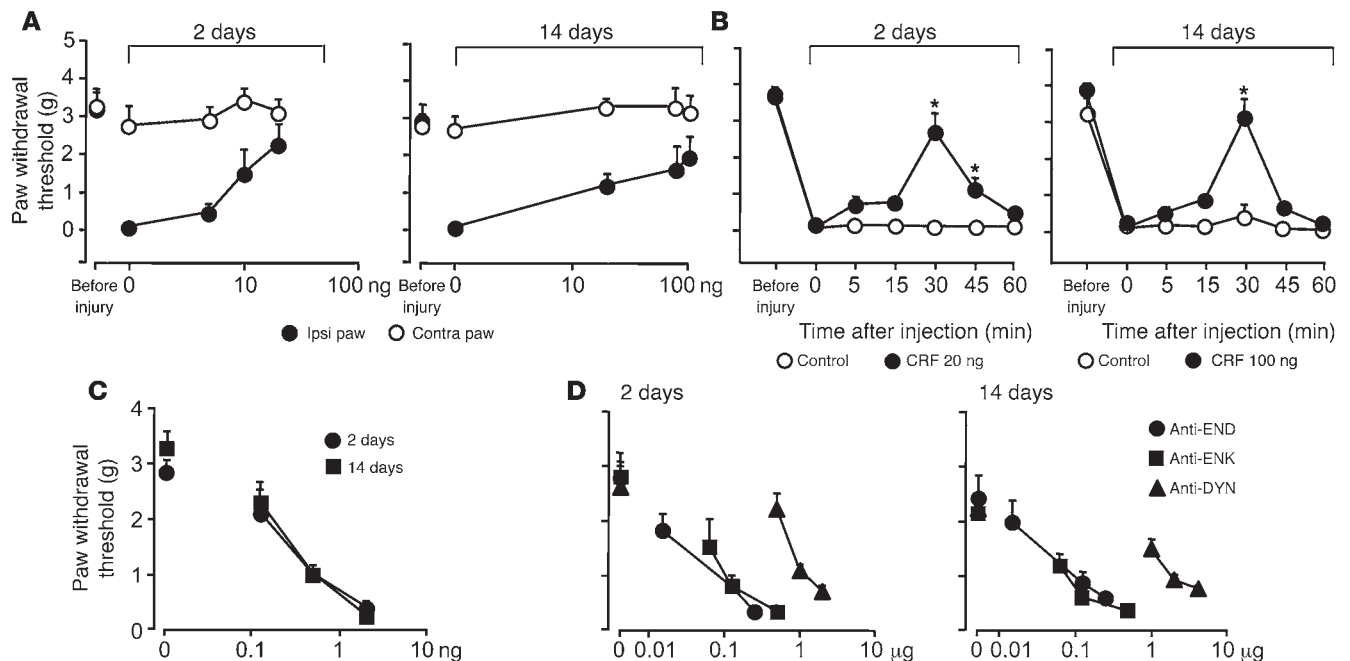 A
2 days
14 days
Paw withdrawal threshold (g)
5
4
3
2
1
0
Before injury
0
10
100 ng
Before injury
0
10
100 ng
Ipsi paw
Contra paw
B
2 days
14 days
*
*
*
Before injury
0
5
15
30
45
60
Before injury
0
5
15
30
45
60
Time after injection (min)
Time after injection (min)
Control
CRF 20 ng
Control
CRF 100 ng
C
Paw withdrawal threshold (g)
4
3
2
1
0
2 days
14 days
0
0.1
1
10 ng
D
2 days
14 days
Anti-END
Anti-ENK
Anti-DYN
0
0.01
0.1
1
10 µg
0
0.01
0.1
1
10 µg